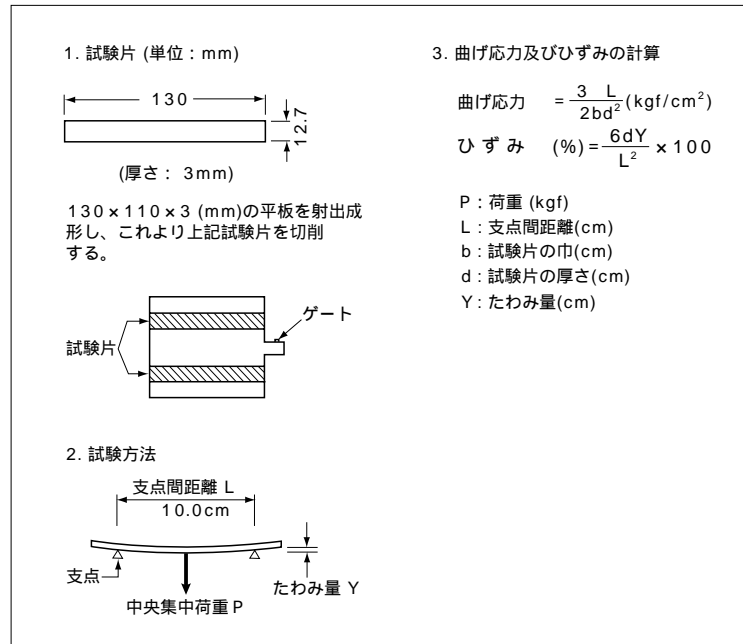 1. 試験片 (単位：mm)
130
12.7
(厚さ： 3mm)
130×110×3 (mm)の平板を射出成
形し、これより上記試験片を切削
する。
ゲート
試験片
2. 試験方法
支点間距離 L
10.0cm
支点
たわみ量 Y
中央集中荷重 P
3. 曲げ応力及びひずみの計算
曲げ応力 = 3 L / 2bd² (kgf/cm²)
ひ ず み (%) = 6dY / L² × 100
P：荷重 (kgf)
L：支点間距離(cm)
b：試験片の巾(cm)
d：試験片の厚さ(cm)
Y：たわみ量(cm)